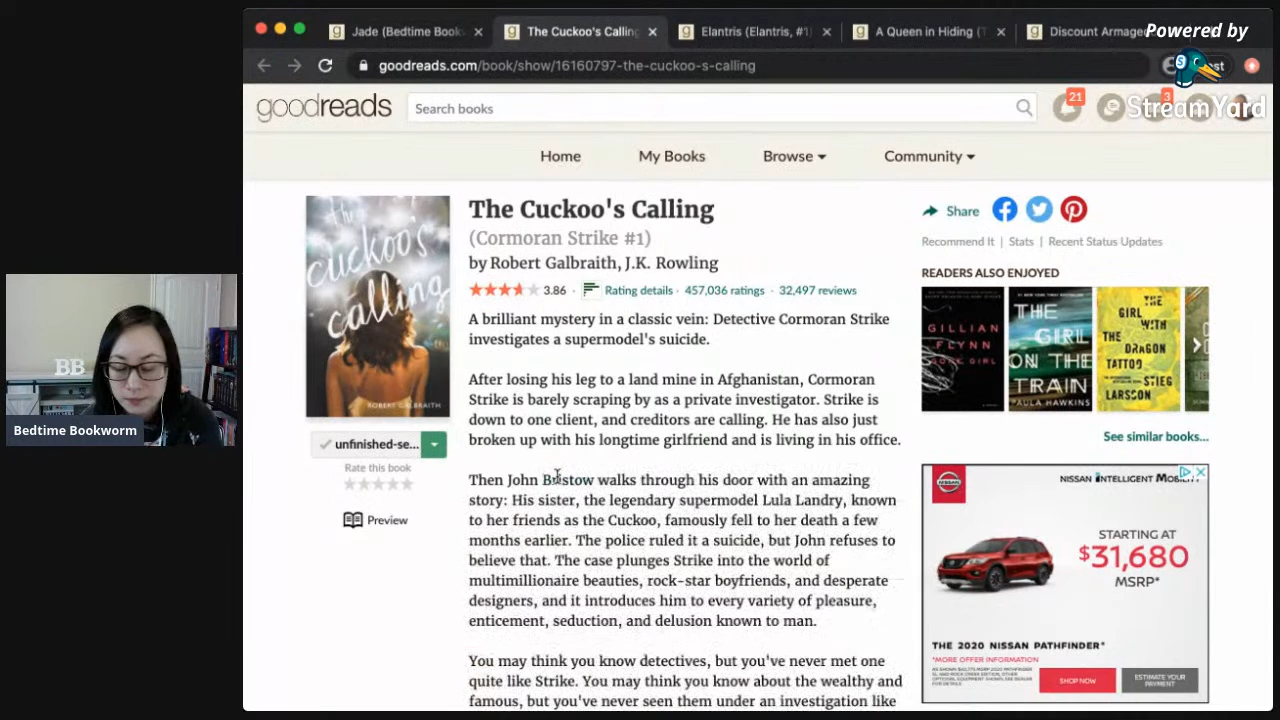 Jade (Bedtime Book
The Cuckoo's Calling
Elantris (Elantris, #1)
A Queen in Hiding (
Discount Armage
Powered by
StreamYard
goodreads.com/book/show/16160797-the-cuckoo-s-calling
goodreads
Search books
21
3
Home
My Books
Browse
Community
the cuckoo's calling
ROBERT GALBRAITH
unfinished-se...
Rate this book
Preview
The Cuckoo's Calling
(Cormoran Strike #1)
by Robert Galbraith, J.K. Rowling
3.86 · Rating details · 457,036 ratings · 32,497 reviews
A brilliant mystery in a classic vein: Detective Cormoran Strike
investigates a supermodel's suicide.
After losing his leg to a land mine in Afghanistan, Cormoran
Strike is barely scraping by as a private investigator. Strike is
down to one client, and creditors are calling. He has also just
broken up with his longtime girlfriend and is living in his office.
Then John Bristow walks through his door with an amazing
story: His sister, the legendary supermodel Lula Landry, known
to her friends as the Cuckoo, famously fell to her death a few
months earlier. The police ruled it a suicide, but John refuses to
believe that. The case plunges Strike into the world of
multimillionaire beauties, rock-star boyfriends, and desperate
designers, and it introduces him to every variety of pleasure,
enticement, seduction, and delusion known to man.
You may think you know detectives, but you've never met one
quite like Strike. You may think you know about the wealthy and
famous, but you've never seen them under an investigation like
Share
Recommend It | Stats | Recent Status Updates
READERS ALSO ENJOYED
GILLIAN
FLYNN
GONE GIRL
THE
GIRL
ON THE
TRAIN
PAULA HAWKINS
THE
GIRL
WITH
THE
DRAGON
TATTOO
STIEG
LARSSON
See similar books...
NISSAN
NISSAN INTELLIGENT MOBILITY
STARTING AT
$31,680
MSRP*
THE 2020 NISSAN PATHFINDER®
*MORE OFFER INFORMATION
SHOP NOW
ESTIMATE YOUR
PAYMENT
BB
Bedtime Bookworm